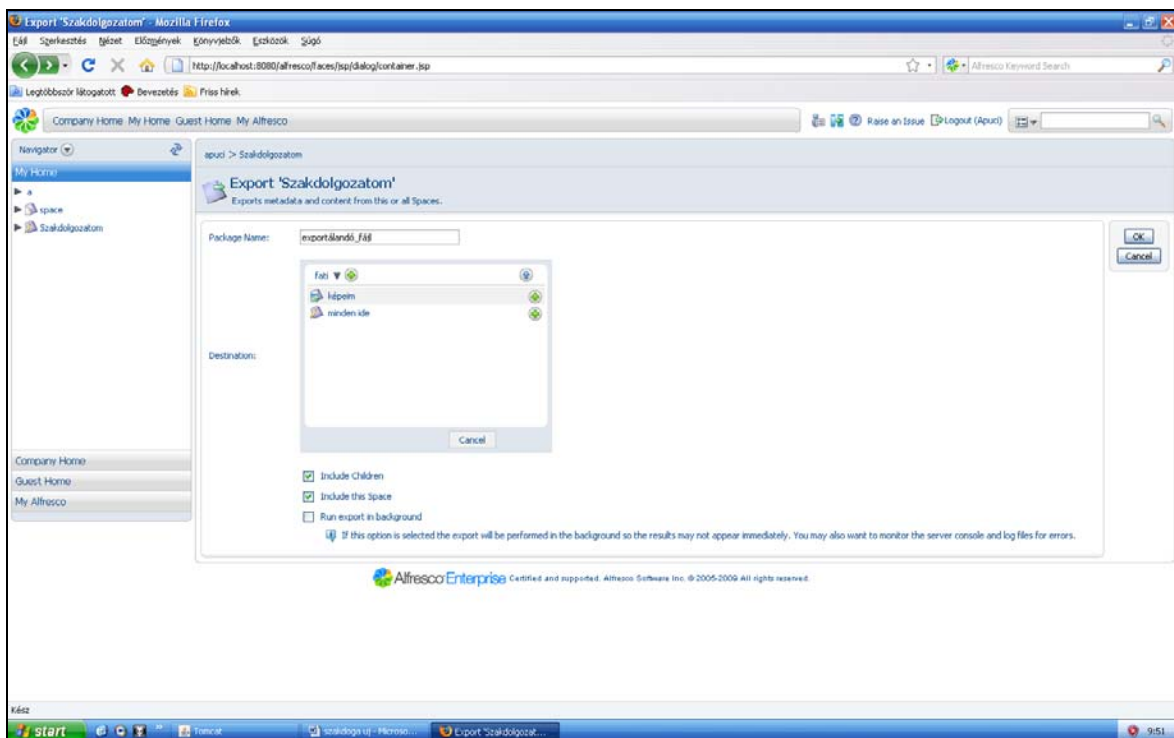 Export 'Szakdolgozatom' - Mozilla Firefox
Fájl Szerkesztés Nézet Előzmények Könyvjelzők Eszközök Súgó
http://localhost:8080/alfresco/faces/jsp/dialog/container.jsp
Alfresco Keyword Search
Legtöbbször látogatott Bevezetés Friss hírek
Company Home My Home Guest Home My Alfresco
Raise an Issue Logout (Apuci)
Navigator
My Home
a
space
Szakdolgozatom
Company Home
Guest Home
My Alfresco
apuci > Szakdolgozatom
Export 'Szakdolgozatom'
Exports metadata and content from this or all Spaces.
Package Name: exportálandó_fájl
OK
Cancel
Destination:
fati
képeim
minden ide
Cancel
Include Children
Include this Space
Run export in background
If this option is selected the export will be performed in the background so the results may not appear immediately. You may also want to monitor the server console and log files for errors.
Alfresco Enterprise Certified and supported. Alfresco Software Inc. © 2005-2009 All rights reserved.
Kész
start Tomcat szakdoga uj - Microso... Export 'Szakdolgozat... 9:51